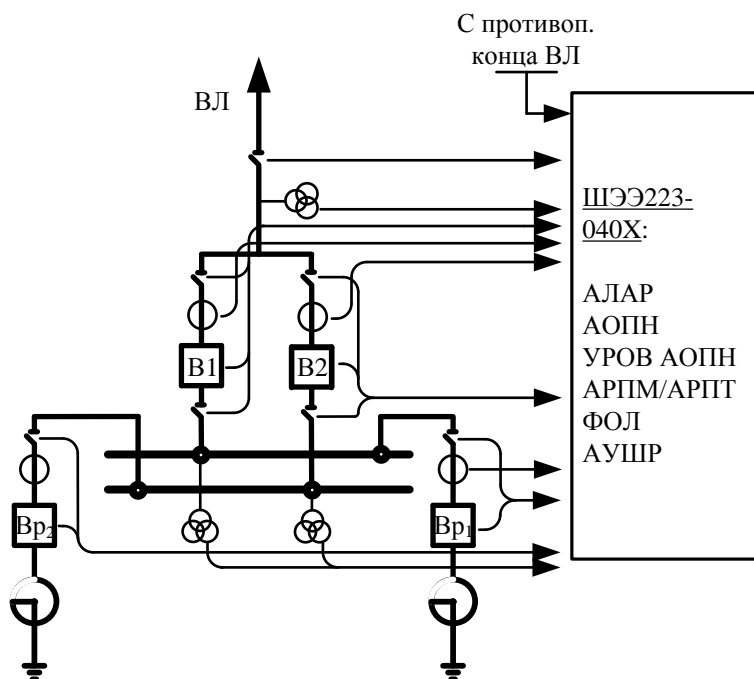 С противоп.
конца ВЛ
ВЛ
ШЭЭ223-
040Х:
АЛАР
АОПН
УРОВ АОПН
АРПМ/АРПТ
ФОЛ
АУШР
В1
В2
Вр2
Вр1